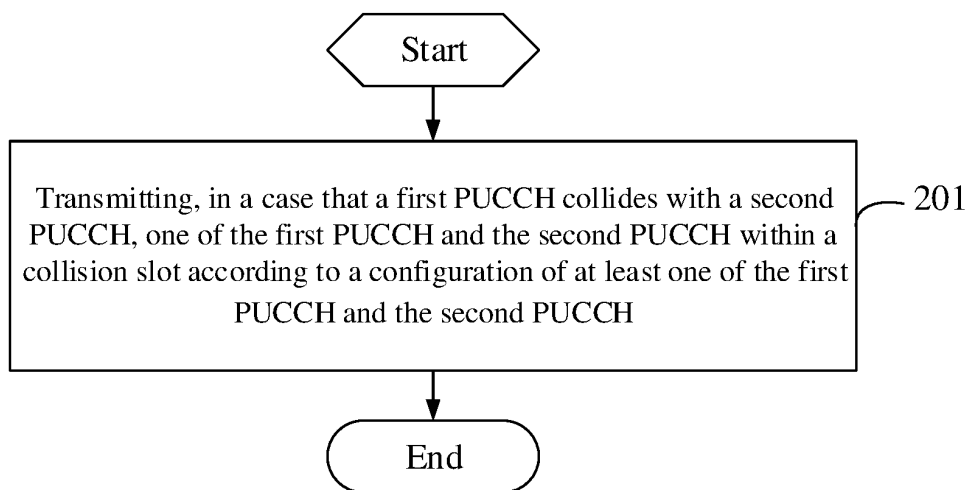 Start
Transmitting, in a case that a first PUCCH collides with a second
PUCCH, one of the first PUCCH and the second PUCCH within a
collision slot according to a configuration of at least one of the first
PUCCH and the second PUCCH
201
End